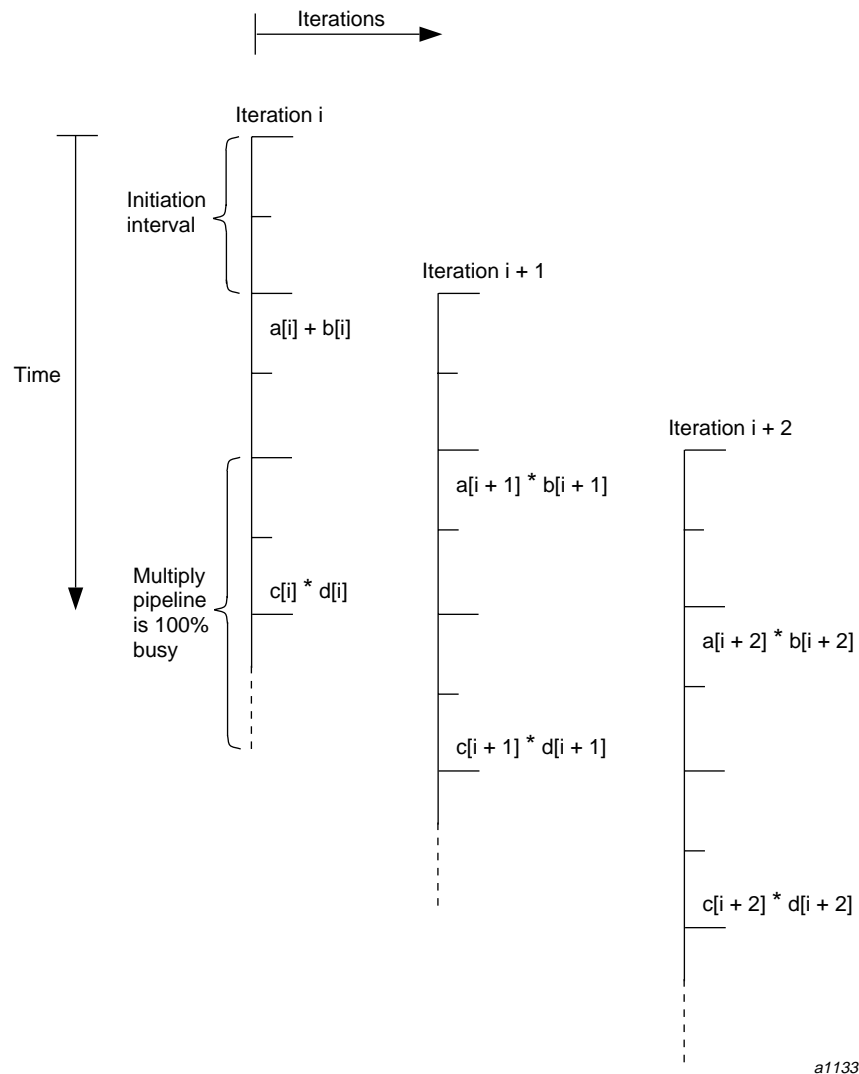 Iterations
Iteration i
Initiation
interval
Iteration i + 1
a[i] + b[i]
Time
Iteration i + 2
a[i + 1] * b[i + 1]
Multiply
pipeline
is 100%
busy
c[i] * d[i]
a[i + 2] * b[i + 2]
c[i + 1] * d[i + 1]
c[i + 2] * d[i + 2]
a1133